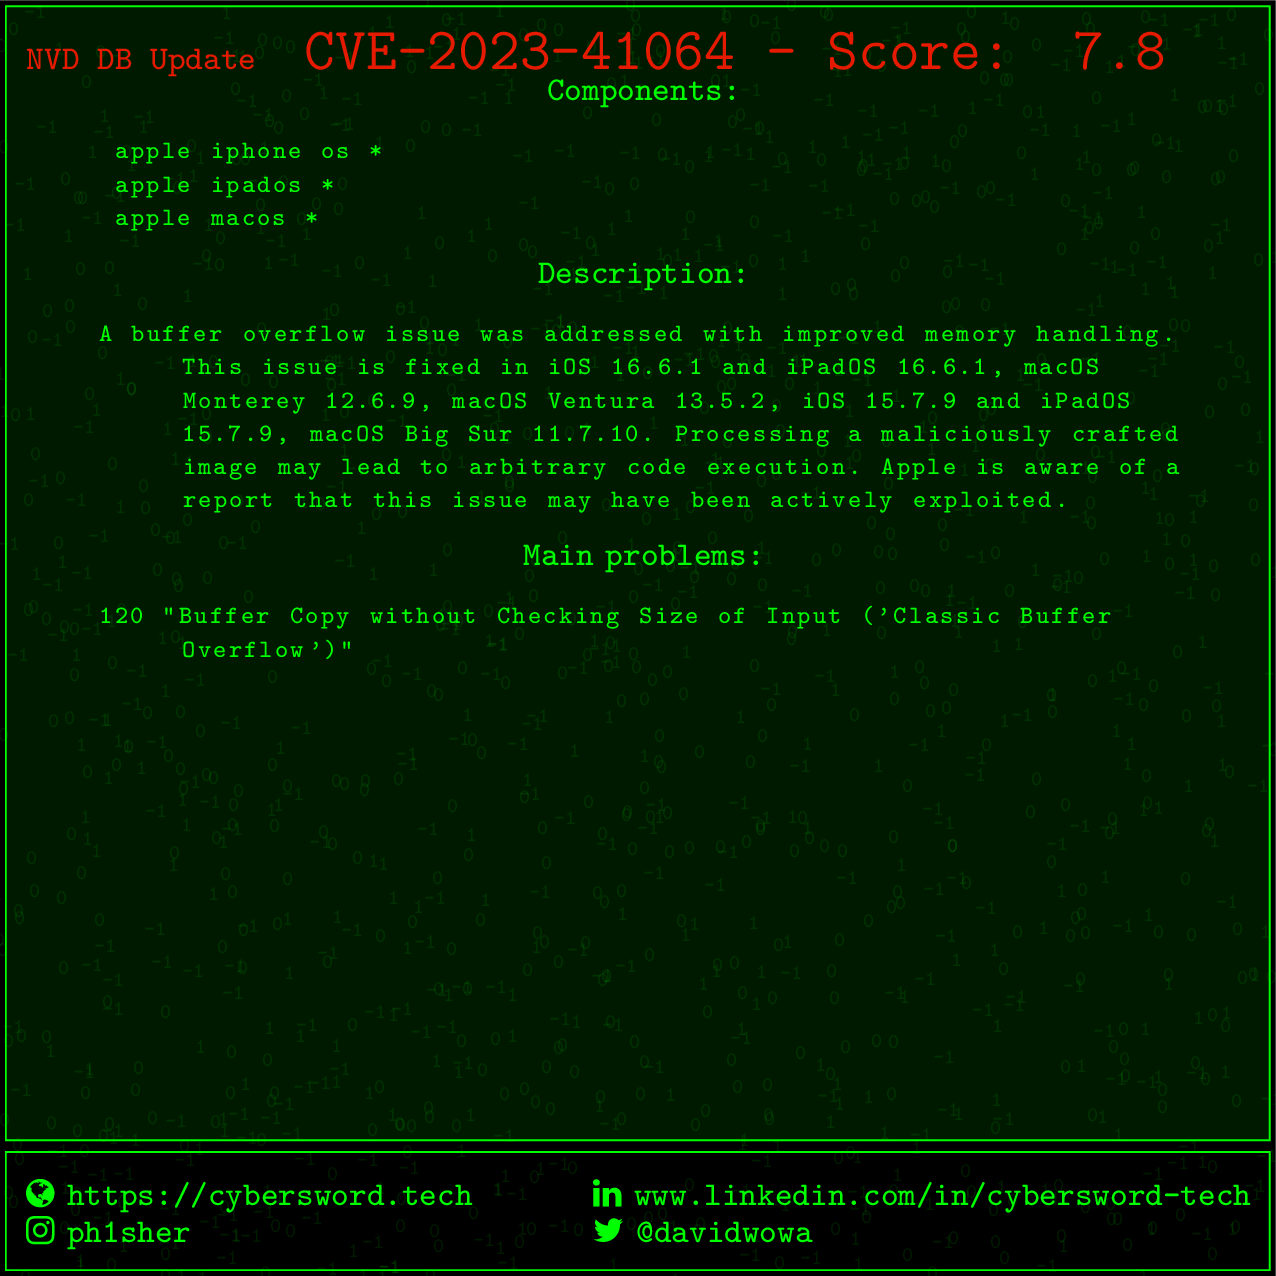 NVD DB Update CVE-2023-41064 - Score: 7.8
Components:
apple iphone os *
apple ipados *
apple macos *
Description:
A buffer overflow issue was addressed with improved memory handling.
This issue is fixed in iOS 16.6.1 and iPadOS 16.6.1, macOS
Monterey 12.6.9, macOS Ventura 13.5.2, iOS 15.7.9 and iPadOS
15.7.9, macOS Big Sur 11.7.10. Processing a maliciously crafted
image may lead to arbitrary code execution. Apple is aware of a
report that this issue may have been actively exploited.
Main problems:
120 "Buffer Copy without Checking Size of Input ('Classic Buffer
Overflow')"
https://cybersword.tech www.linkedin.com/in/cybersword-tech
ph1sher @davidwowa